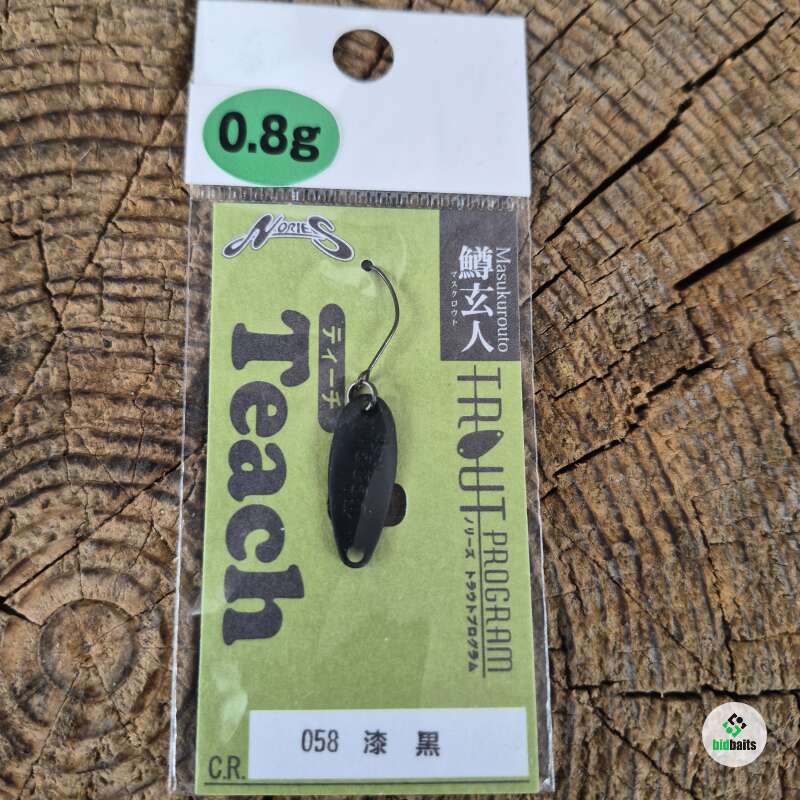 0.8g
NORIES
Masukurouto
鱒玄人
マスクロウト
ティーチ
Teach
TROUT PROGRAM
ノリーズ トラウトプログラム
058 漆 黒
C.R.
bidbaits